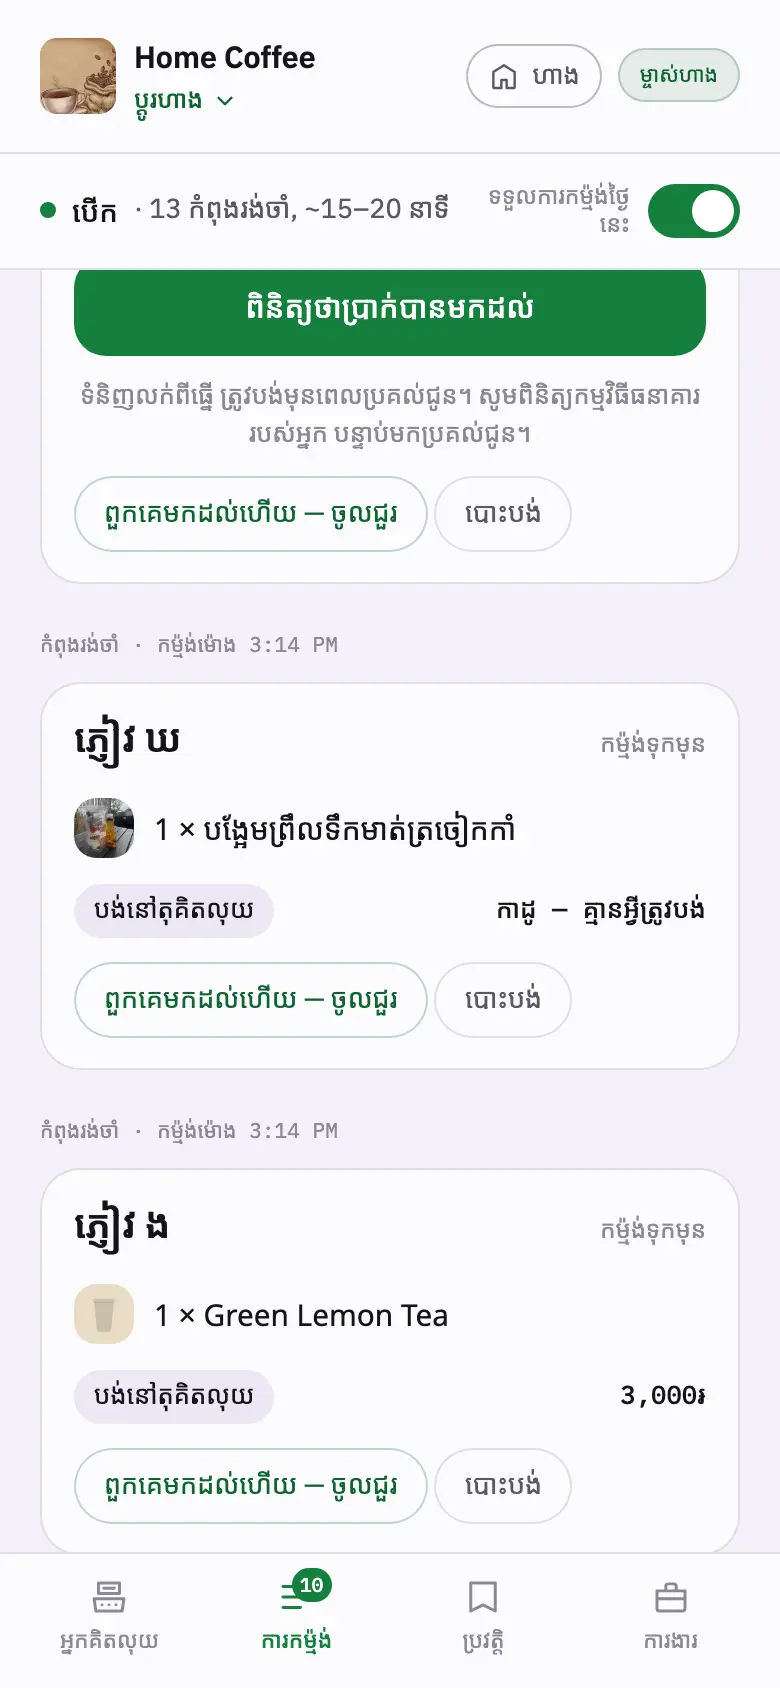 Home Coffee
ប្ដូរហាង
ហាង
ម្ចាស់ហាង
បើក · 13 កំពុងរង់ចាំ, ~15–20 នាទី
ទទួលការកម្ម៉ង់ថ្ងៃ
នេះ
ពិនិត្យថាប្រាក់បានមកដល់
ទំនិញលក់ពីធ្នើ ត្រូវបង់មុនពេលប្រគល់ជូន។ សូមពិនិត្យកម្មវិធីធនាគារ
របស់អ្នក បន្ទាប់មកប្រគល់ជូន។
ពួកគេមកដល់ហើយ — ចូលជួរ
បោះបង់
កំពុងរង់ចាំ · កម្ម៉ង់ម៉ោង 3:14 PM
ភ្ញៀវ ឃ
កម្ម៉ង់ទុកមុន
1 × បង្អែមព្រឹលទឹកមាត់ត្រចៀកកាំ
បង់នៅតុគិតលុយ
កាដូ — គ្មានអ្វីត្រូវបង់
ពួកគេមកដល់ហើយ — ចូលជួរ
បោះបង់
កំពុងរង់ចាំ · កម្ម៉ង់ម៉ោង 3:14 PM
ភ្ញៀវ ង
កម្ម៉ង់ទុកមុន
1 × Green Lemon Tea
បង់នៅតុគិតលុយ
3,000៛
ពួកគេមកដល់ហើយ — ចូលជួរ
បោះបង់
10
អ្នកគិតលុយ
ការកម្ម៉ង់
ប្រវត្តិ
ការងារ